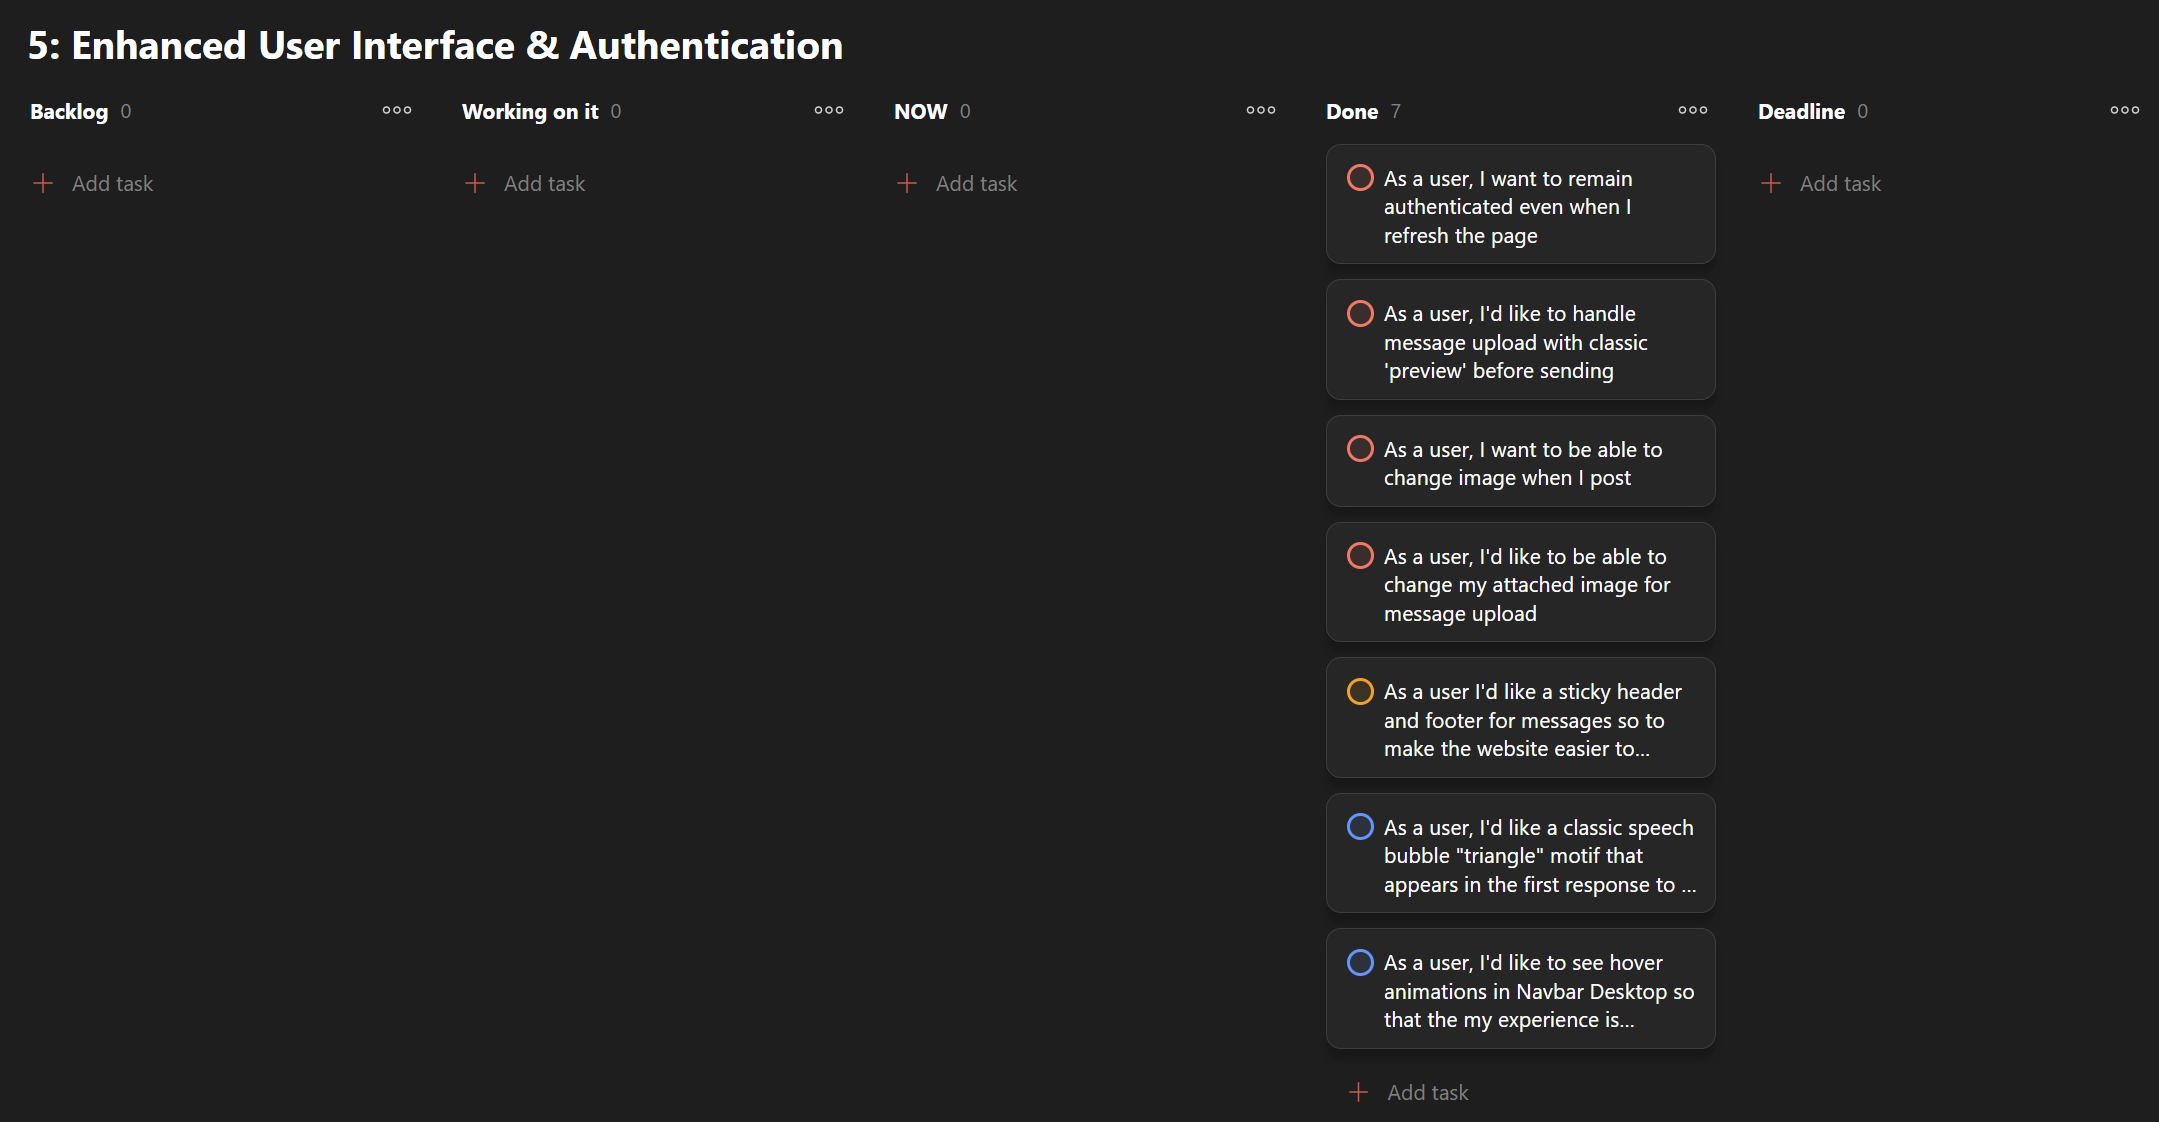 5: Enhanced User Interface & Authentication
Backlog 0
Add task
Working on it 0
Add task
NOW 0
Add task
Done 7
As a user, I want to remain
authenticated even when I
refresh the page
As a user, I'd like to handle
message upload with classic
'preview' before sending
As a user, I want to be able to
change image when I post
As a user, I'd like to be able to
change my attached image for
message upload
As a user I'd like a sticky header
and footer for messages so to
make the website easier to...
As a user, I'd like a classic speech
bubble "triangle" motif that
appears in the first response to ...
As a user, I'd like to see hover
animations in Navbar Desktop so
that the my experience is...
Add task
Deadline 0
Add task